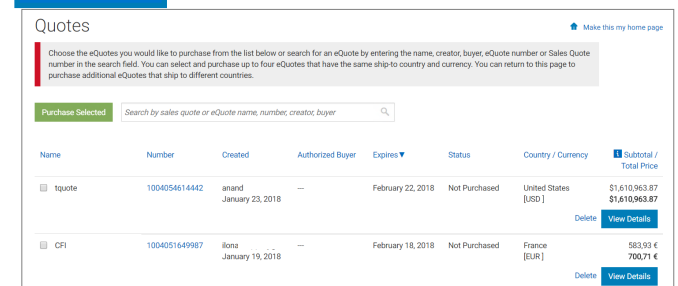 Quotes
Make this my home page
Choose the eQuotes you would like to purchase from the list below or search for an eQuote by entering the name, creator, buyer, eQuote number or Sales Quote
number in the search field. You can select and purchase up to four eQuotes that have the same ship-to country and currency. You can return to this page to
purchase additional eQuotes that ship to different countries.
Purchase Selected
Search by sales quote or eQuote name, number, creator, buyer
Name Number Created Authorized Buyer Expires▼ Status Country / Currency i Subtotal /
Total Price
tquote 1004054614442 anand — February 22, 2018 Not Purchased United States $1,610,963.87
January 23, 2018 [USD ] $1,610,963.87
Delete View Details
CFI 1004051649987 ilona — February 18, 2018 Not Purchased France 583,93 €
January 19, 2018 [EUR ] 700,71 €
Delete View Details